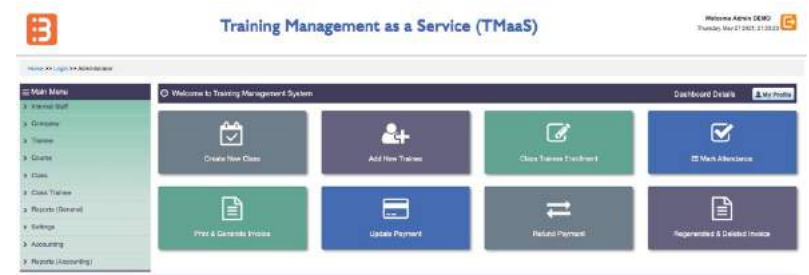 Training Management as a Service (TMaaS)
Welcome Admin DEMO
Home >> Login >> Administrator
Main Menu
Internal Staff
Company
Trainee
Course
Class
Class Trainee
Reports (General)
Settings
Accounting
Reports (Accounting)
Welcome to Training Management System
Dashboard Details
My Profile
Create New Class
Add New Trainee
Class Trainee Enrollment
Mark Attendance
Print & Generate Invoice
Update Payment
Refund Payment
Regenerated & Deleted Invoice